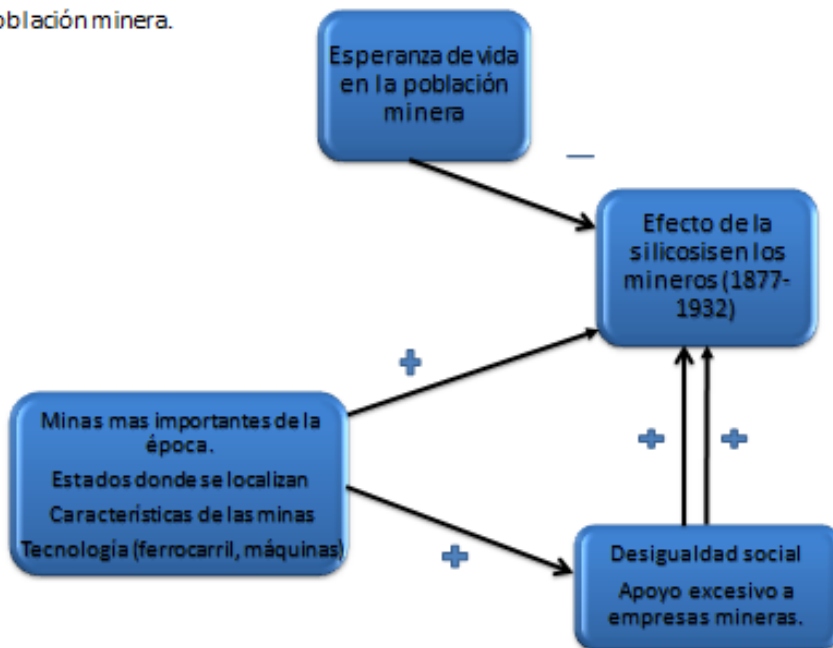 oblación minera.
Esperanza de vida
en la población
minera
—
Efecto de la
silicosis en los
mineros (1877-
1932)
+
Minas mas importantes de la
época.
Estados donde se localizan
Características de las minas
Tecnología (ferrocarril, máquinas)
+ +
+
Desigualdad social
Apoyo excesivo a
empresas mineras.